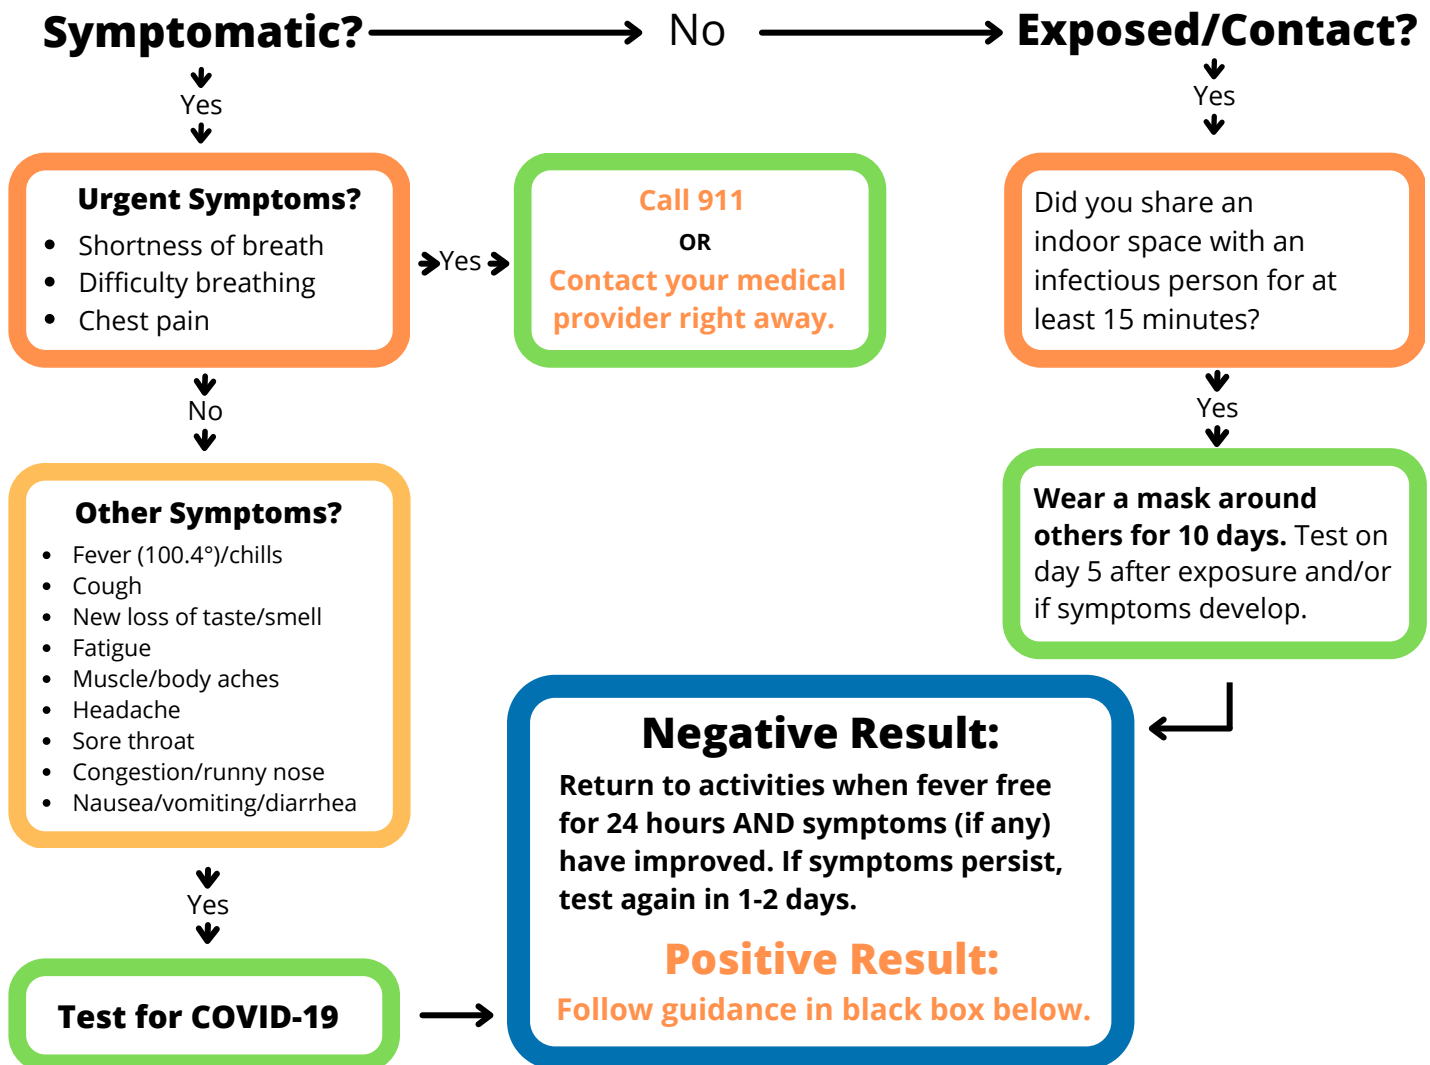 Symptomatic?
No
Exposed/Contact?
Yes
Urgent Symptoms?
• Shortness of breath
• Difficulty breathing
• Chest pain
Yes
Call 911
OR
Contact your medical
provider right away.
No
Other Symptoms?
• Fever (100.4°)/chills
• Cough
• New loss of taste/smell
• Fatigue
• Muscle/body aches
• Headache
• Sore throat
• Congestion/runny nose
• Nausea/vomiting/diarrhea
Yes
Test for COVID-19
Yes
Did you share an
indoor space with an
infectious person for at
least 15 minutes?
Yes
Wear a mask around
others for 10 days. Test on
day 5 after exposure and/or
if symptoms develop.
Negative Result:
Return to activities when fever free
for 24 hours AND symptoms (if any)
have improved. If symptoms persist,
test again in 1-2 days.
Positive Result:
Follow guidance in black box below.